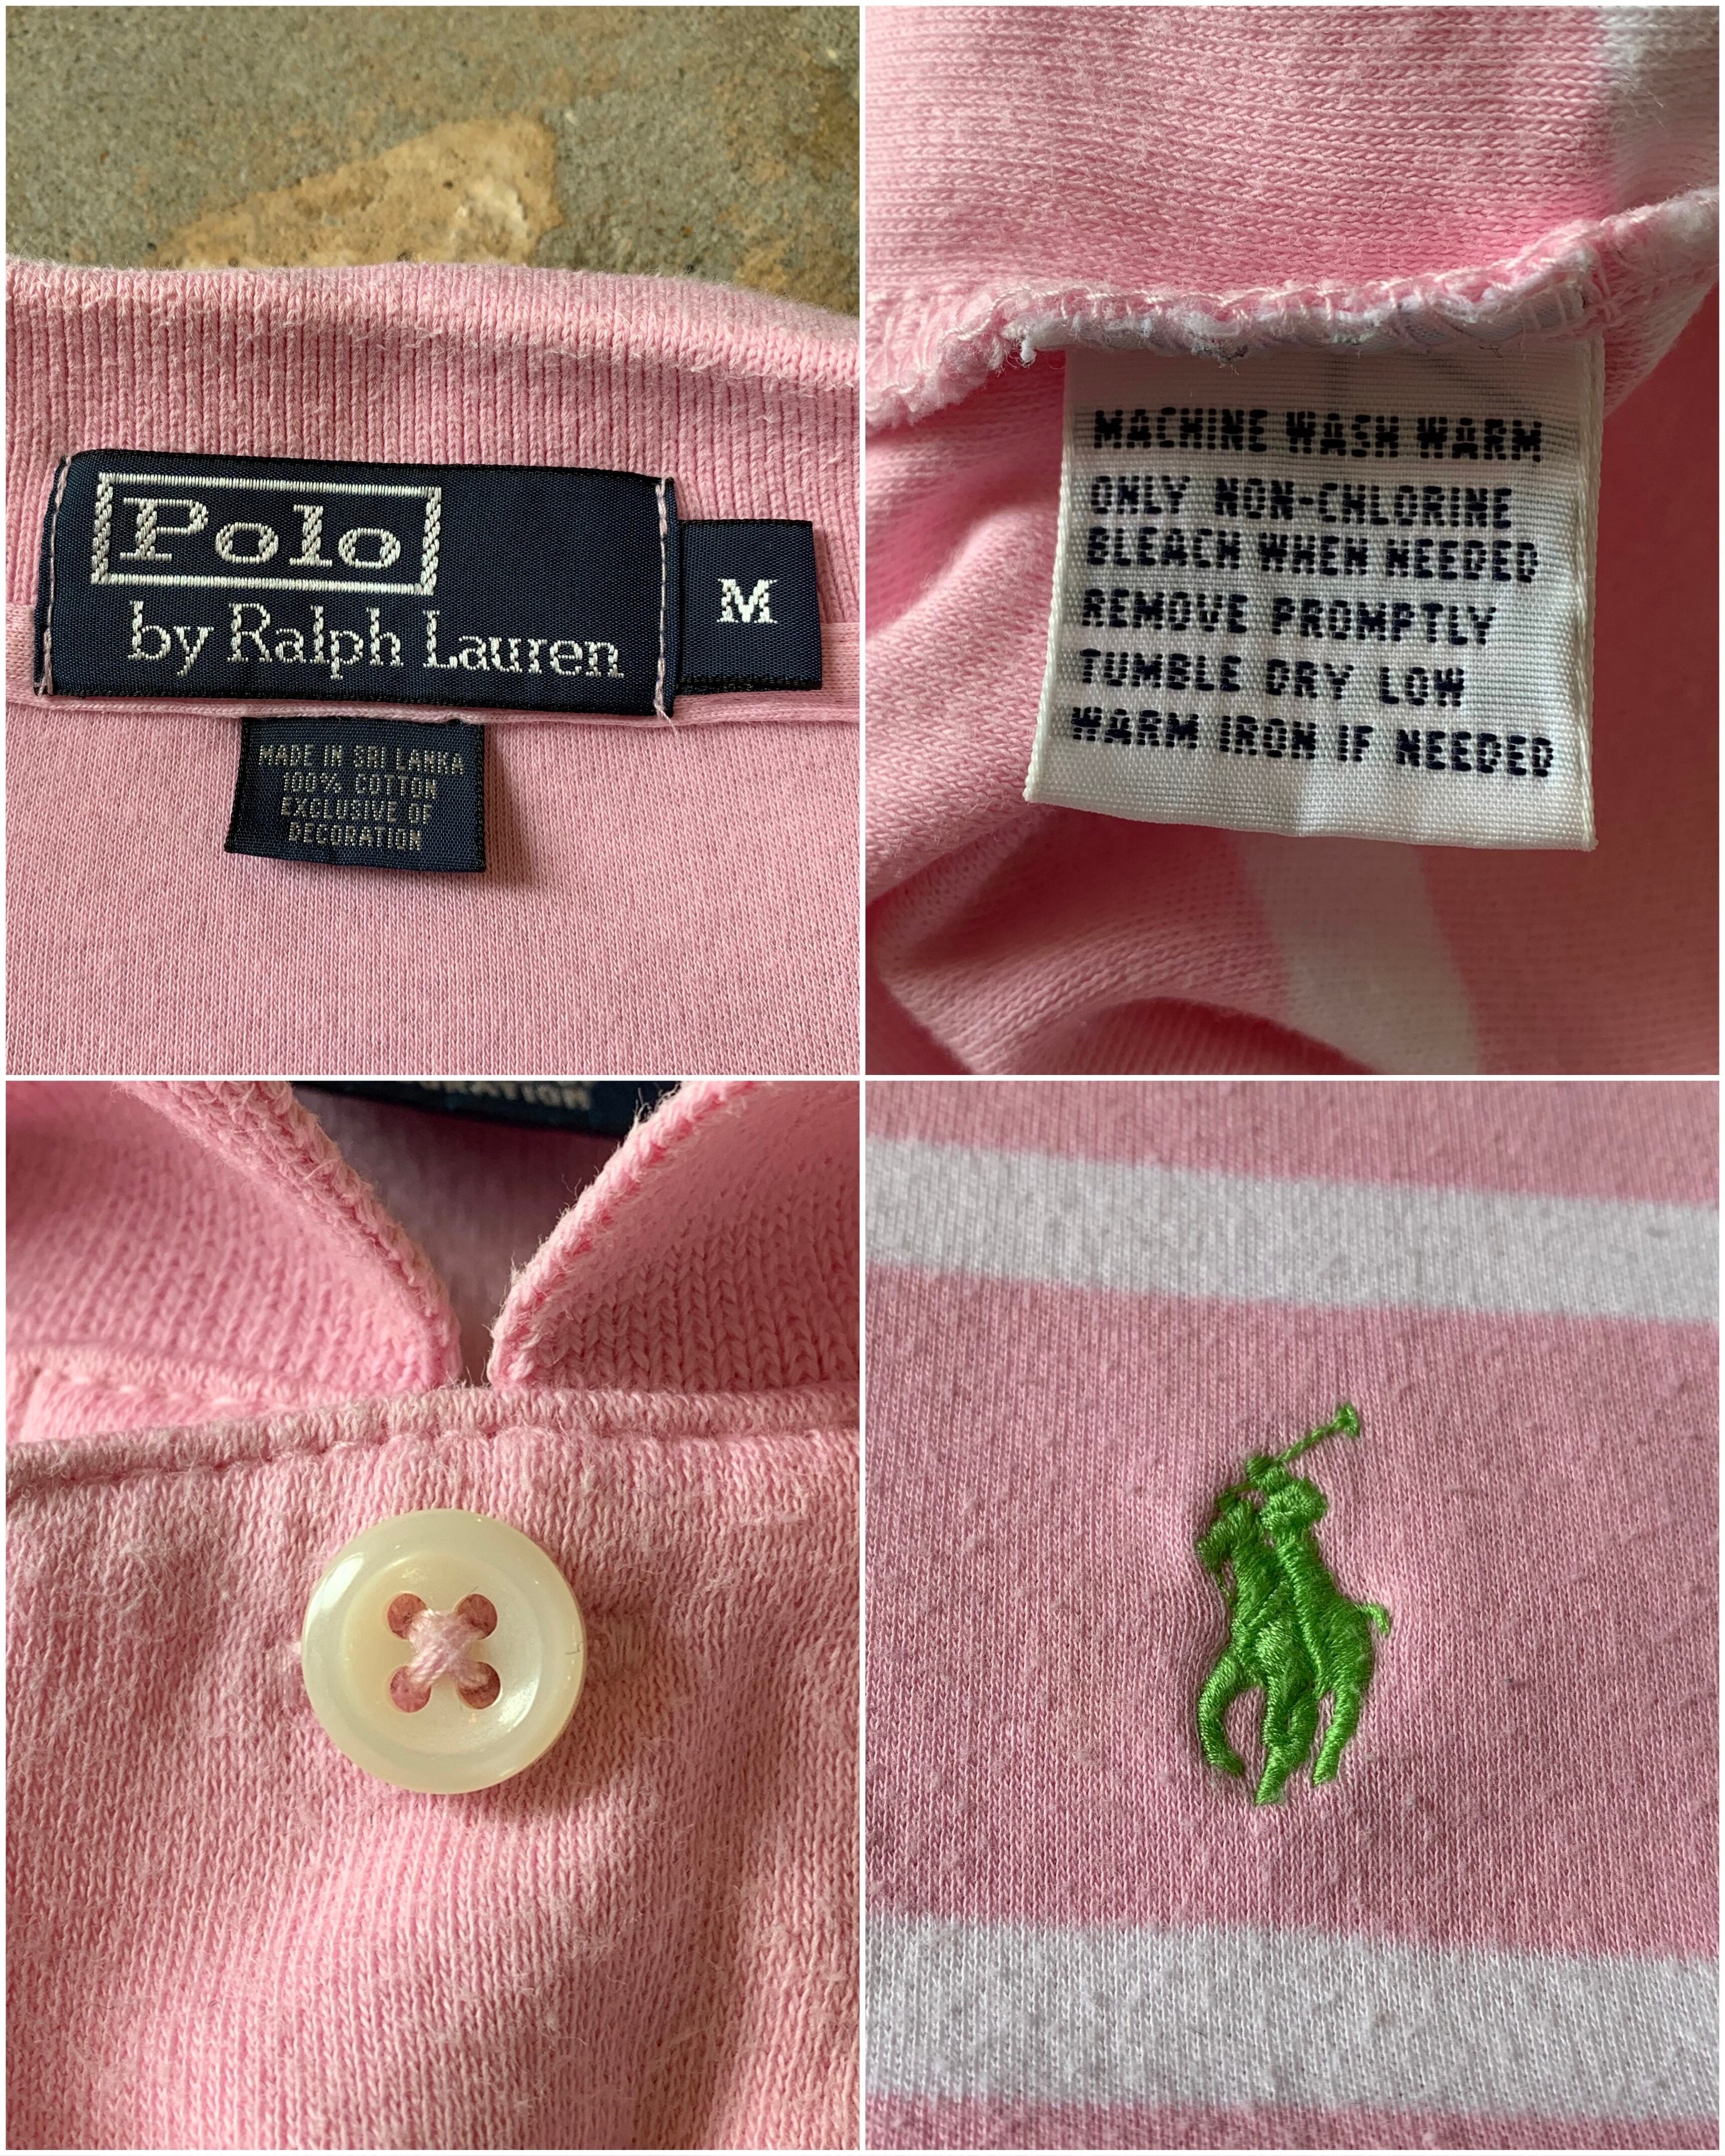 Polo
by Ralph Lauren
M
MADE IN SRI LANKA
100% COTTON
EXCLUSIVE OF
DECORATION
MACHINE WASH WARM
ONLY NON-CHLORINE
BLEACH WHEN NEEDED
REMOVE PROMPTLY
TUMBLE DRY LOW
WARM IRON IF NEEDED